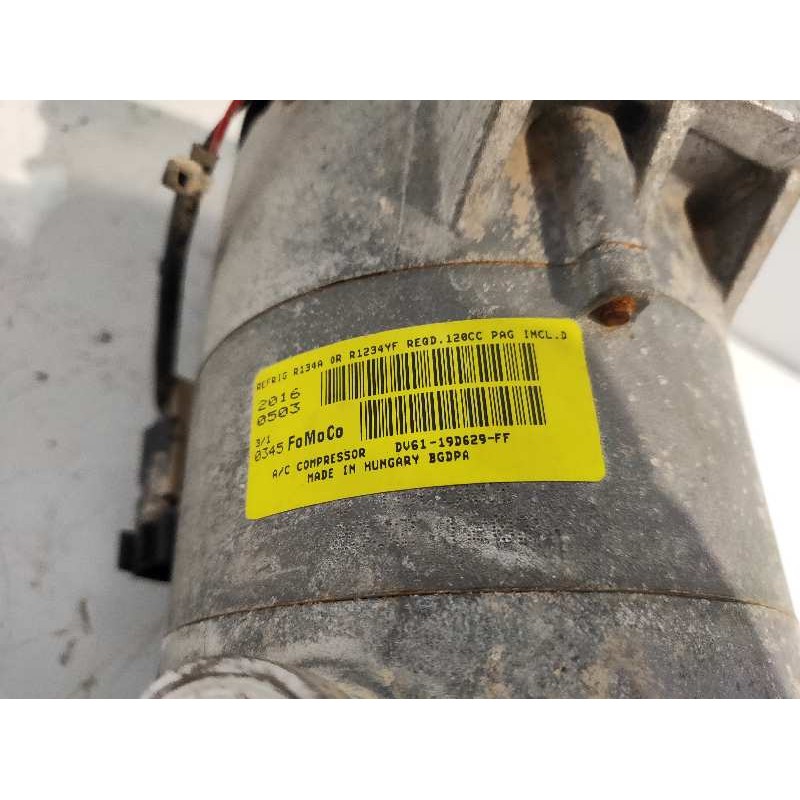 REFRIG R134A OR R1234YF REQD.120CC PAG INCL.D
2016
0503
3/1
0345 FoMoCo
A/C COMPRESSOR DV61-19D629-FF
MADE IN HUNGARY BGDPA